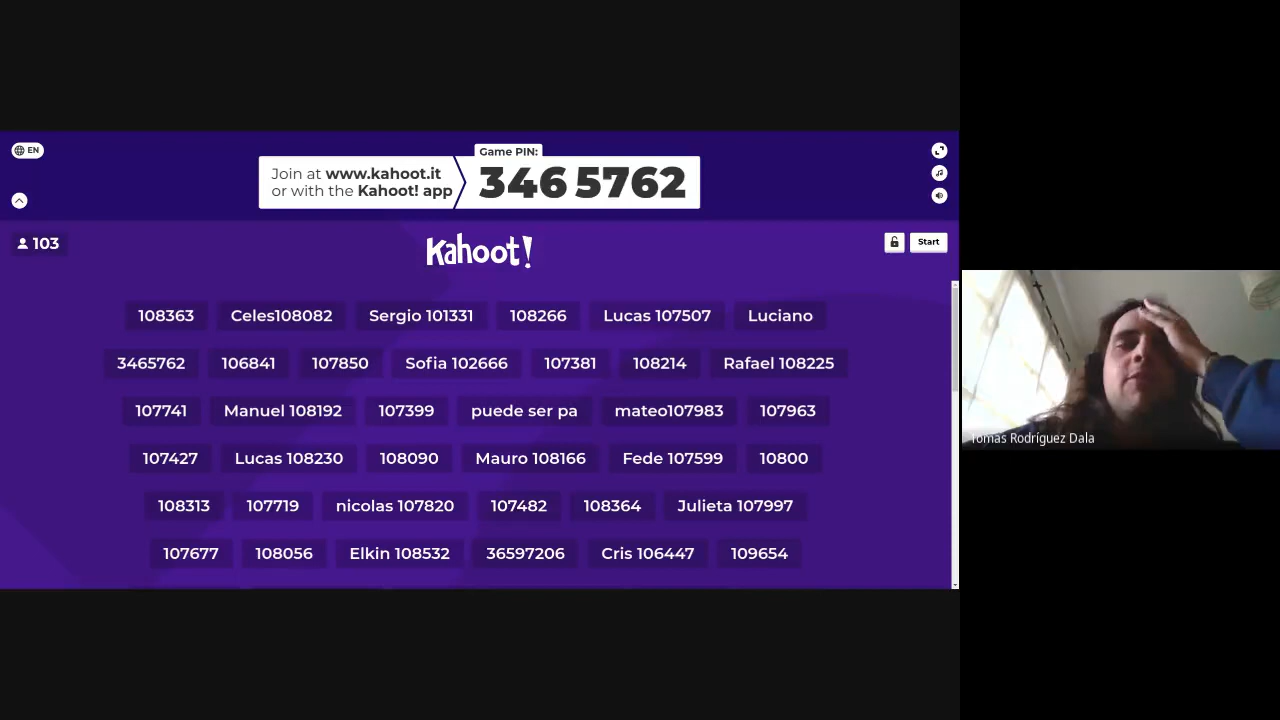 EN
Join at www.kahoot.it
or with the Kahoot! app
Game PIN:
346 5762
103
Kahoot!
Start
108363 Celes108082 Sergio 101331 108266 Lucas 107507 Luciano
3465762 106841 107850 Sofia 102666 107381 108214 Rafael 108225
107741 Manuel 108192 107399 puede ser pa mateo107983 107963
107427 Lucas 108230 108090 Mauro 108166 Fede 107599 10800
108313 107719 nicolas 107820 107482 108364 Julieta 107997
107677 108056 Elkin 108532 36597206 Cris 106447 109654
Tomás Rodríguez Dala